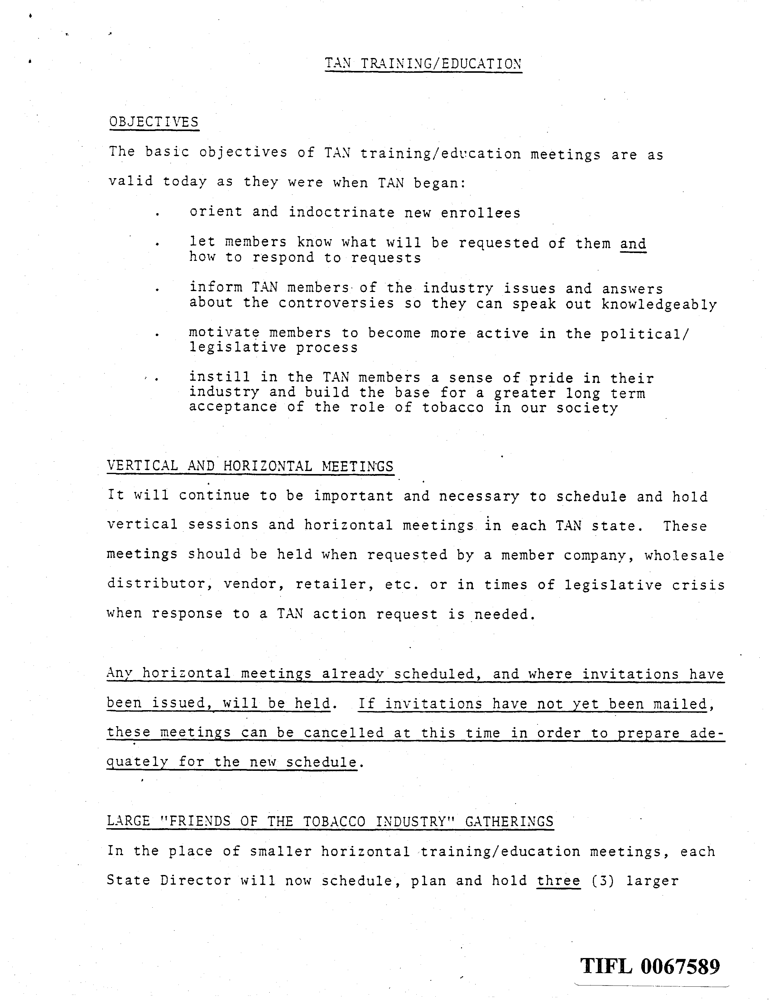 TAN TRAINING/EDUCATION
OBJECTIVES
The basic objectives of TAN training/education meetings are as
valid today as they were when TAN began:
. orient and indoctrinate new enrollees
. let members know what will be requested of them and
how to respond to requests
. inform TAN members of the industry issues and answers
about the controversies so they can speak out knowledgeably
. motivate members to become more active in the political/
legislative process
. instill in the TAN members a sense of pride in their
industry and build the base for a greater long term
acceptance of the role of tobacco in our society
VERTICAL AND HORIZONTAL MEETINGS
It will continue to be important and necessary to schedule and hold
vertical sessions and horizontal meetings in each TAN state. These
meetings should be held when requested by a member company, wholesale
distributor, vendor, retailer, etc. or in times of legislative crisis
when response to a TAN action request is needed.
Any horizontal meetings already scheduled, and where invitations have
been issued, will be held. If invitations have not yet been mailed,
these meetings can be cancelled at this time in order to prepare ade-
quately for the new schedule.
LARGE "FRIENDS OF THE TOBACCO INDUSTRY" GATHERINGS
In the place of smaller horizontal training/education meetings, each
State Director will now schedule, plan and hold three (3) larger
TIFL 0067589